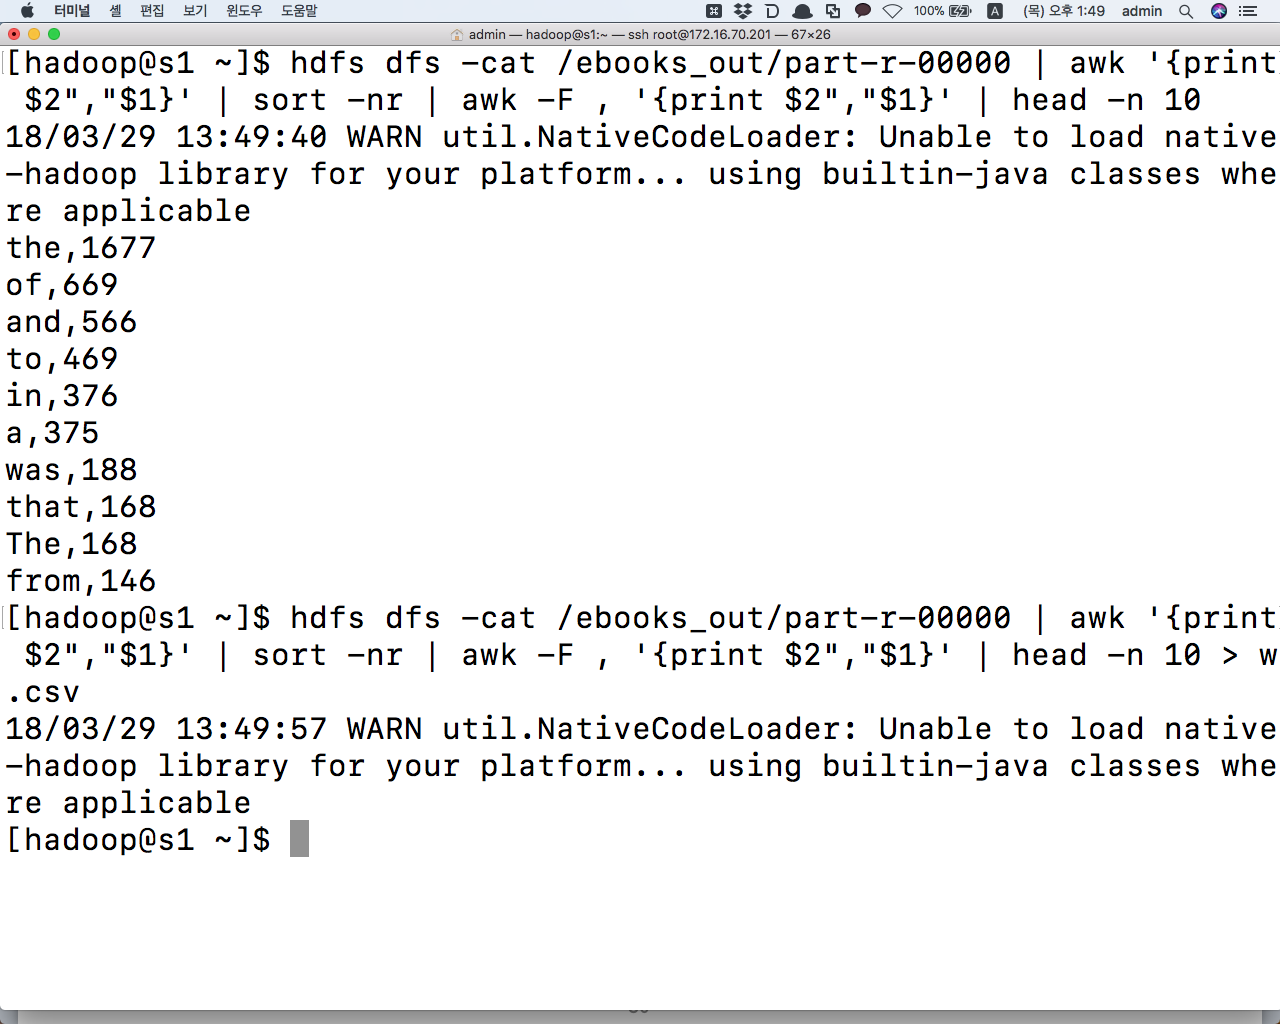 터미널 셸 편집 보기 윈도우 도움말 100% A (목) 오후 1:49 admin
admin — hadoop@s1:~ — ssh root@172.16.70.201 — 67×26
[hadoop@s1 ~]$ hdfs dfs -cat /ebooks_out/part-r-00000 | awk '{print
 $2","$1}' | sort -nr | awk -F , '{print $2","$1}' | head -n 10
18/03/29 13:49:40 WARN util.NativeCodeLoader: Unable to load native
-hadoop library for your platform... using builtin-java classes whe
re applicable
the,1677
of,669
and,566
to,469
in,376
a,375
was,188
that,168
The,168
from,146
[hadoop@s1 ~]$ hdfs dfs -cat /ebooks_out/part-r-00000 | awk '{print
 $2","$1}' | sort -nr | awk -F , '{print $2","$1}' | head -n 10 > w
.csv
18/03/29 13:49:57 WARN util.NativeCodeLoader: Unable to load native
-hadoop library for your platform... using builtin-java classes whe
re applicable
[hadoop@s1 ~]$